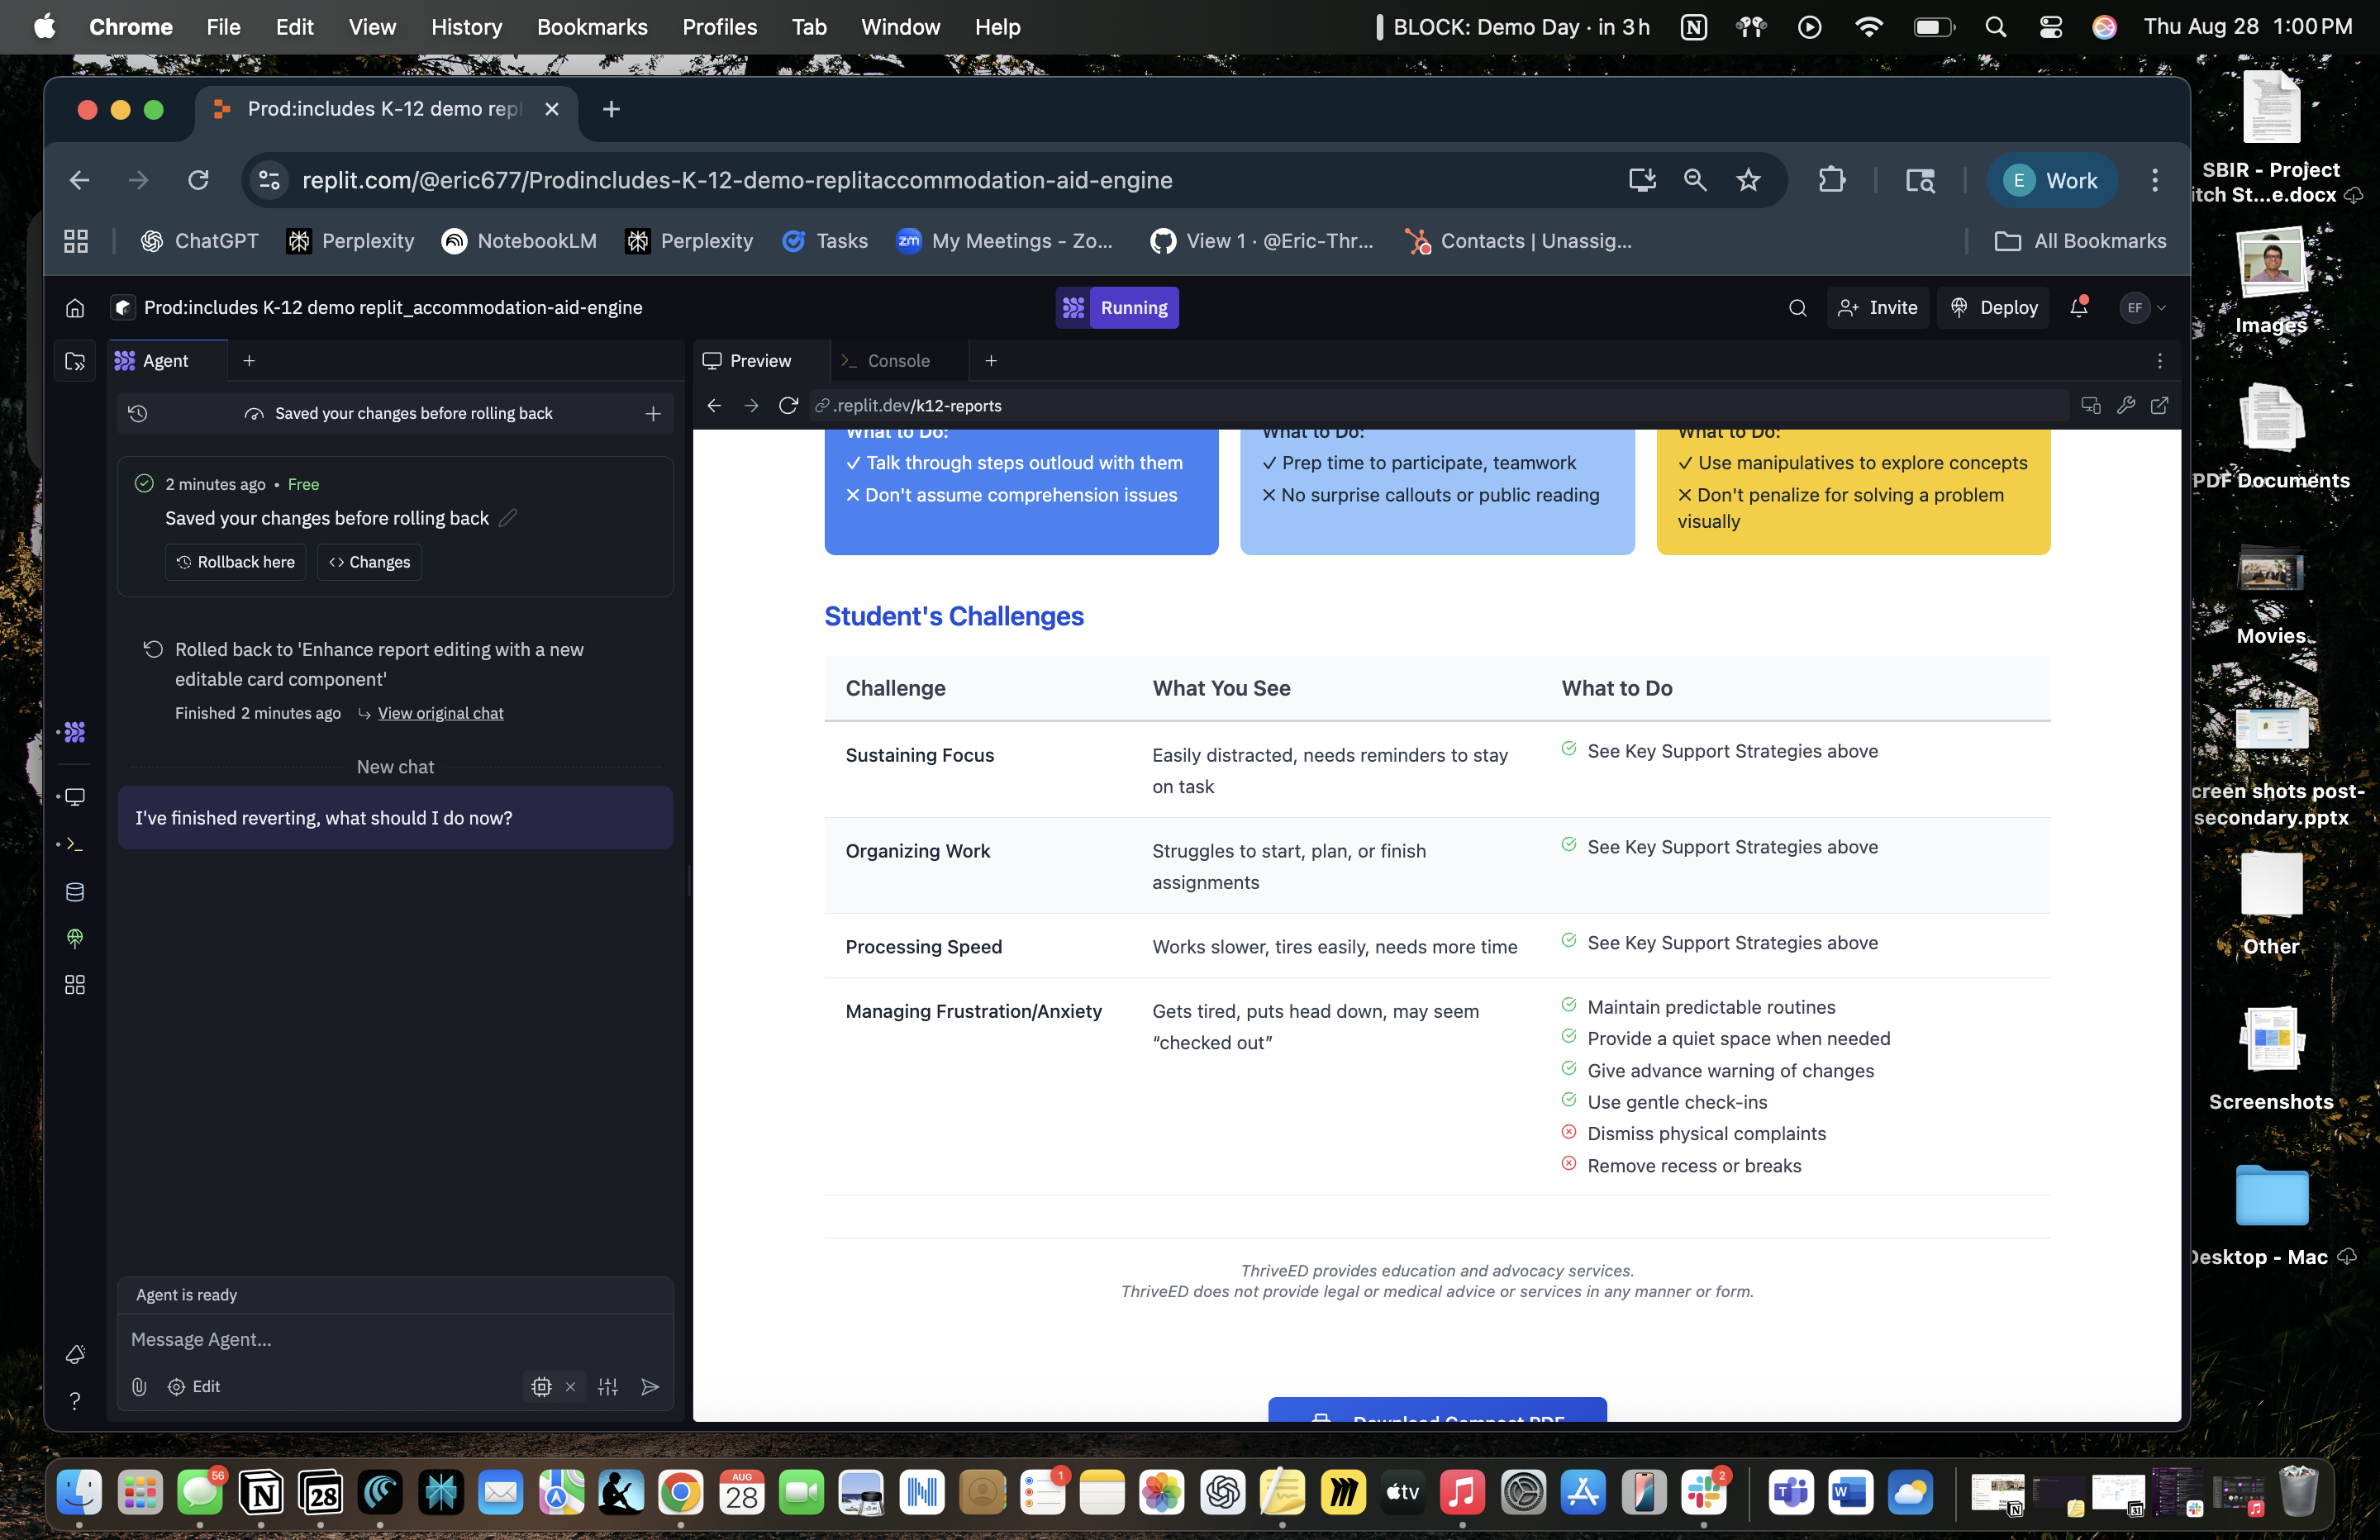 Chrome File Edit View History Bookmarks Profiles Tab Window Help
BLOCK: Demo Day · in 3 h
Thu Aug 28 1:00 PM
Prod:includes K-12 demo repl
replit.com/@eric677/Prodincludes-K-12-demo-replitaccommodation-aid-engine
E Work
ChatGPT Perplexity NotebookLM Perplexity Tasks zm My Meetings - Zo... View 1 · @Eric-Thr... Contacts | Unassig... All Bookmarks
Prod:includes K-12 demo replit_accommodation-aid-engine
Running
Invite Deploy EF
Agent
Preview Console
Saved your changes before rolling back
.replit.dev/k12-reports
2 minutes ago • Free
Saved your changes before rolling back
Rollback here <> Changes
Rolled back to 'Enhance report editing with a new
editable card component'
Finished 2 minutes ago View original chat
New chat
I've finished reverting, what should I do now?
Agent is ready
Message Agent...
Edit
What to Do:
✓ Talk through steps outloud with them
✕ Don't assume comprehension issues
What to Do:
✓ Prep time to participate, teamwork
✕ No surprise callouts or public reading
What to Do:
✓ Use manipulatives to explore concepts
✕ Don't penalize for solving a problem
visually
Student's Challenges
Challenge What You See What to Do
Sustaining Focus
Easily distracted, needs reminders to stay
on task
See Key Support Strategies above
Organizing Work
Struggles to start, plan, or finish
assignments
See Key Support Strategies above
Processing Speed
Works slower, tires easily, needs more time
See Key Support Strategies above
Managing Frustration/Anxiety
Gets tired, puts head down, may seem
“checked out”
Maintain predictable routines
Provide a quiet space when needed
Give advance warning of changes
Use gentle check-ins
Dismiss physical complaints
Remove recess or breaks
ThriveED provides education and advocacy services.
ThriveED does not provide legal or medical advice or services in any manner or form.
Download Compact PDF
SBIR - Project
itch St...e.docx
Images
PDF Documents
Movies
creen shots post-
secondary.pptx
Other
Screenshots
Desktop - Mac
56
28
AUG
28
1
tv
2